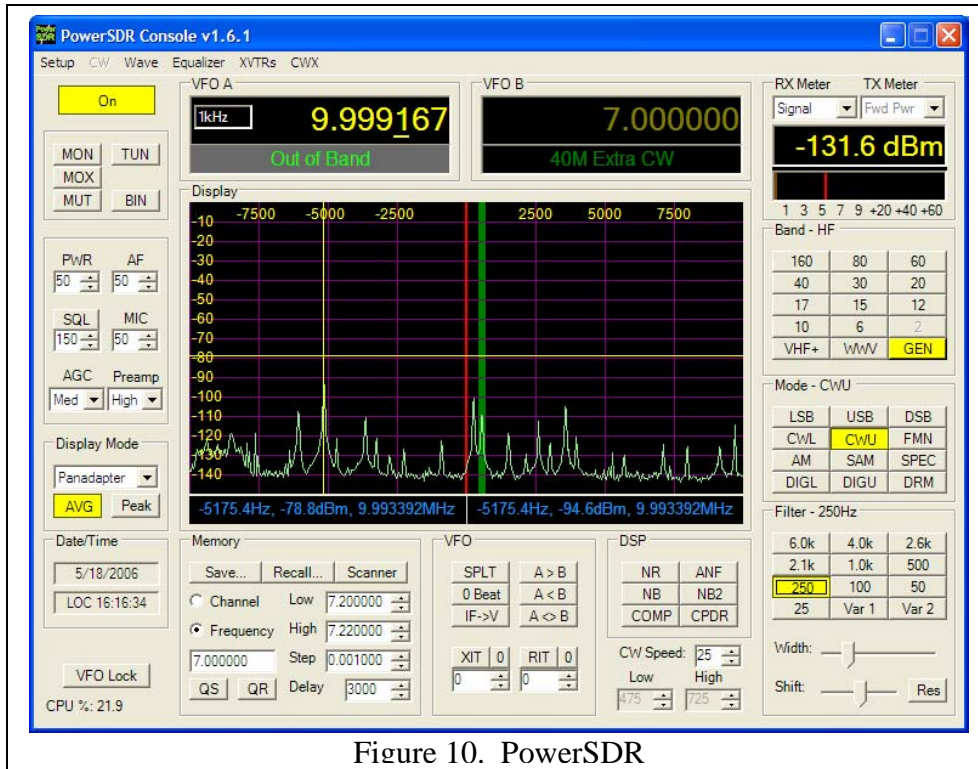 PowerSDR Console v1.6.1
Setup CW Wave Equalizer XVTRs CWX
On
MON TUN
MOX
MUT BIN
PWR AF
50 50
SQL MIC
150 50
AGC Preamp
Med High
Display Mode
Panadapter
AVG Peak
Date/Time
5/18/2006
LOC 16:16:34
VFO Lock
CPU %: 21.9
VFO A
1kHz 9.999167
Out of Band
VFO B
7.000000
40M Extra CW
Display
-7500 -5000 -2500 2500 5000 7500
-10
-20
-30
-40
-50
-60
-70
-80
-90
-100
-110
-120
-130
-140
-5175.4Hz, -78.8dBm, 9.993392MHz -5175.4Hz, -94.6dBm, 9.993392MHz
Memory
Save... Recall... Scanner
Channel Low 7.200000
Frequency High 7.220000
7.000000 Step 0.001000
QS QR Delay 3000
VFO
SPLT A > B
0 Beat A < B
IF->V A <> B
XIT 0 RIT 0
0 0
DSP
NR ANF
NB NB2
COMP CPDR
CW Speed: 25
Low High
475 725
RX Meter TX Meter
Signal Fwd Pwr
-131.6 dBm
1 3 5 7 9 +20 +40 +60
Band - HF
160 80 60
40 30 20
17 15 12
10 6 2
VHF+ WWV GEN
Mode - CWU
LSB USB DSB
CWL CWU FMN
AM SAM SPEC
DIGL DIGU DRM
Filter - 250Hz
6.0k 4.0k 2.6k
2.1k 1.0k 500
250 100 50
25 Var 1 Var 2
Width:
Shift: Res
Figure 10. PowerSDR